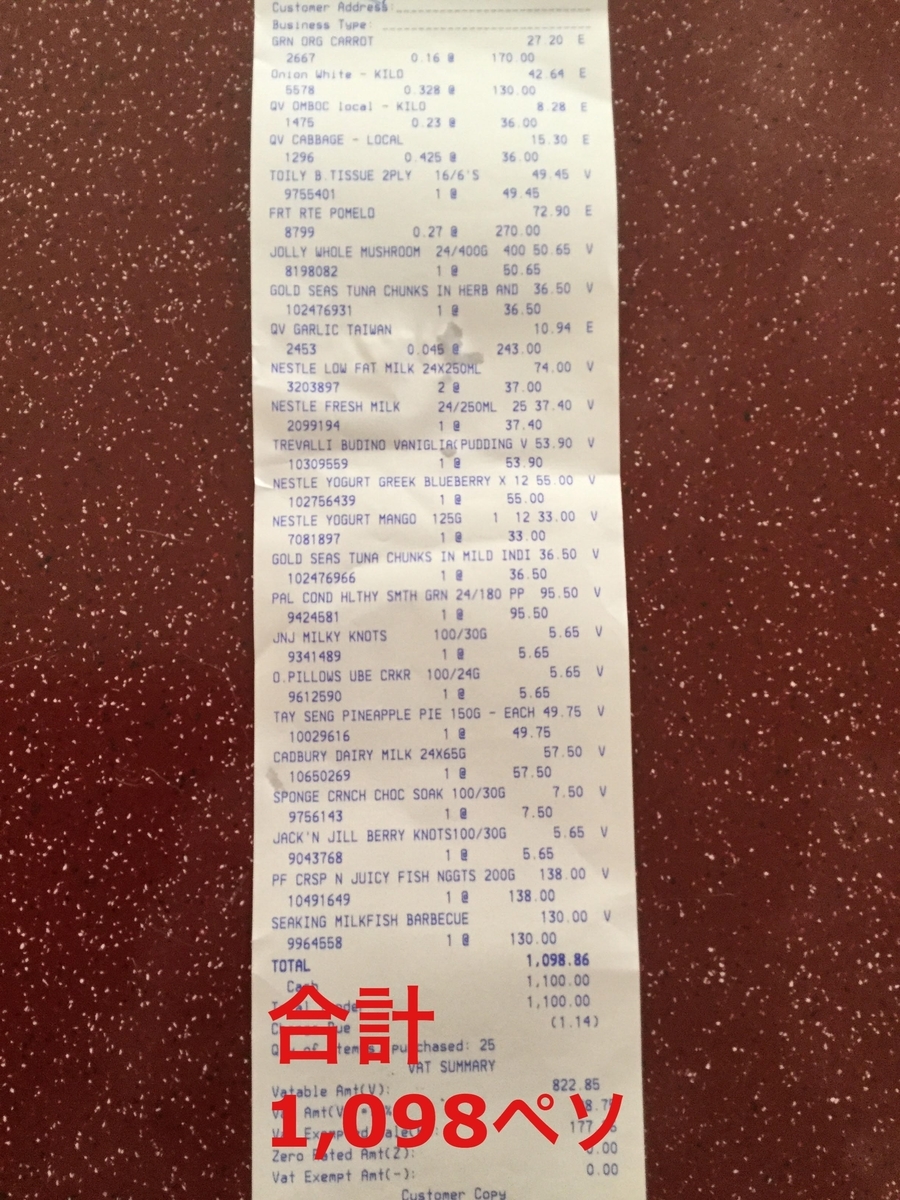 Customer Address:
Business Type:
GRN ORG CARROT 27.20 E
2667 0.16 @ 170.00
Onion White - KILO 42.64 E
5578 0.328 @ 130.00
QV OMBOC local - KILO 8.28 E
1475 0.23 @ 36.00
QV CABBAGE - LOCAL 15.30 E
1296 0.425 @ 36.00
TOILY B.TISSUE 2PLY 16/6'S 49.45 V
9755401 1 @ 49.45
FRT RTE POMELO 72.90 E
8799 0.27 @ 270.00
JOLLY WHOLE MUSHROOM 24/400G 400 50.65 V
8198082 1 @ 50.65
GOLD SEAS TUNA CHUNKS IN HERB AND 36.50 V
102476931 1 @ 36.50
QV GARLIC TAIWAN 10.94 E
2453 0.045 @ 243.00
NESTLE LOW FAT MILK 24X250ML 74.00 V
3203897 2 @ 37.00
NESTLE FRESH MILK 24/250ML 25 37.40 V
2099194 1 @ 37.40
TREVALLI BUDINO VANIGLIA(PUDDING V 53.90 V
10309559 1 @ 53.90
NESTLE YOGURT GREEK BLUEBERRY X 12 55.00 V
102756439 1 @ 55.00
NESTLE YOGURT MANGO 125G 1 12 33.00 V
7081897 1 @ 33.00
GOLD SEAS TUNA CHUNKS IN MILD INDI 36.50 V
102476966 1 @ 36.50
PAL COND HLTHY SMTH GRN 24/180 PP 95.50 V
9424581 1 @ 95.50
JNJ MILKY KNOTS 100/30G 5.65 V
9341489 1 @ 5.65
O.PILLOWS UBE CRKR 100/24G 5.65 V
9612590 1 @ 5.65
TAY SENG PINEAPPLE PIE 150G - EACH 49.75 V
10029616 1 @ 49.75
CADBURY DAIRY MILK 24X65G 57.50 V
10650269 1 @ 57.50
SPONGE CRNCH CHOC SOAK 100/30G 7.50 V
9756143 1 @ 7.50
JACK'N JILL BERRY KNOTS100/30G 5.65 V
9043768 1 @ 5.65
PF CRSP N JUICY FISH NGGTS 200G 138.00 V
10491649 1 @ 138.00
SEAKING MILKFISH BARBECUE 130.00 V
9964558 1 @ 130.00
TOTAL 1,098.86
Cash 1,100.00
1,100.00
(1.14)
合計
purchased: 25
VAT SUMMARY
Vatable Amt(V): 822.85
1,098ペソ
Zero Rated Amt(Z): 0.00
Vat Exempt Amt(-): 0.00
Customer Copy